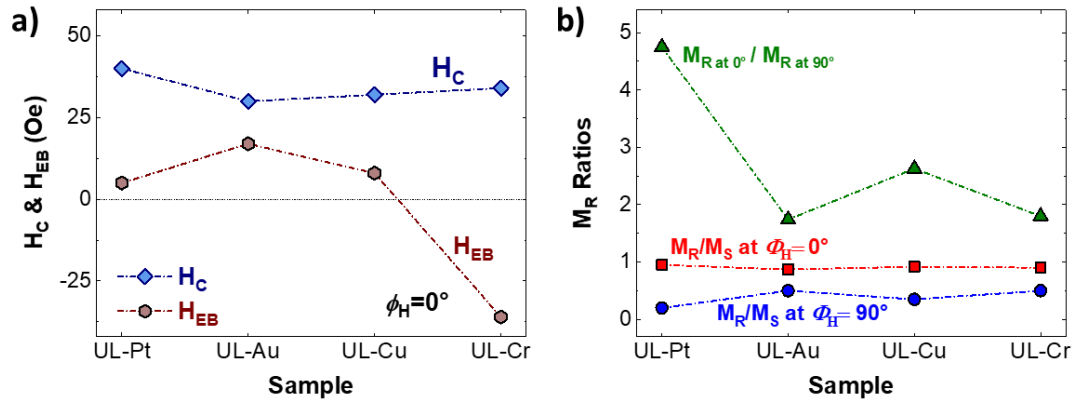 a)
H_C & H_EB (Oe)
50
25
0
-25
H_C
H_EB
H_C
H_EB
ϕ_H=0°
UL-Pt UL-Au UL-Cu UL-Cr
Sample
b)
M_R Ratios
5
4
3
2
1
0
M_R at 0° / M_R at 90°
M_R/M_S at Φ_H=0°
M_R/M_S at Φ_H= 90°
UL-Pt UL-Au UL-Cu UL-Cr
Sample